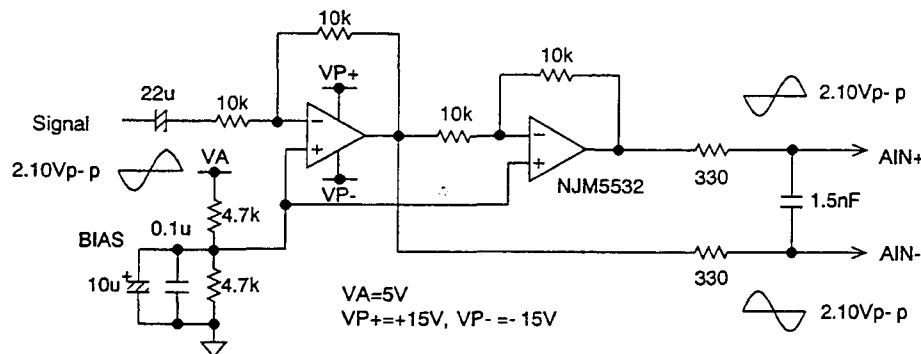 10k
VP+
22u
10k
Signal
10k
10k
2.10Vp- p
AIN+
2.10Vp- p
VA
VP-
NJM5532
330
1.5nF
4.7k
BIAS
0.1u
10u
+
4.7k
330
AIN-
VA=5V
VP+=+15V, VP- =- 15V
2.10Vp- p